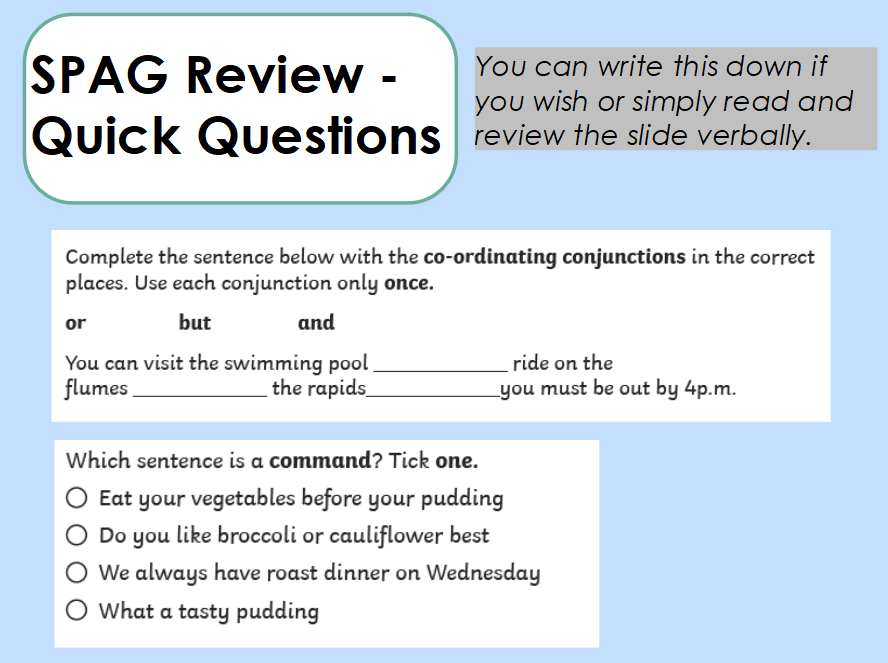 SPAG Review -
Quick Questions
You can write this down if
you wish or simply read and
review the slide verbally.
Complete the sentence below with the co-ordinating conjunctions in the correct
places. Use each conjunction only once.
or but and
You can visit the swimming pool _____________ ride on the
flumes _____________ the rapids_____________you must be out by 4p.m.
Which sentence is a command? Tick one.
Eat your vegetables before your pudding
Do you like broccoli or cauliflower best
We always have roast dinner on Wednesday
What a tasty pudding